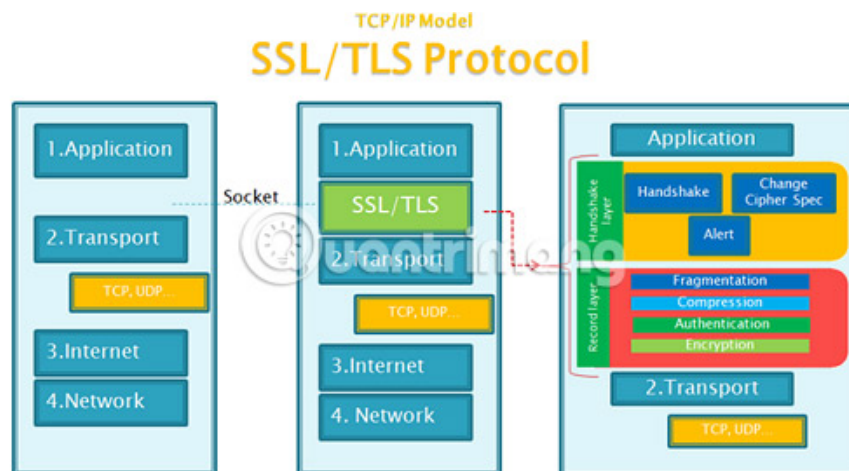 TCP/IP Model
SSL/TLS Protocol
1.Application
2.Transport
TCP, UDP...
3.Internet
4.Network
Socket
1.Application
SSL/TLS
2.Transport
TCP, UDP...
3.Internet
4. Network
Application
Handshake layer
Handshake
Change
Cipher Spec
Alert
Record layer
Fragmentation
Compression
Authentication
Encryption
2.Transport
TCP, UDP...
Quantrimang